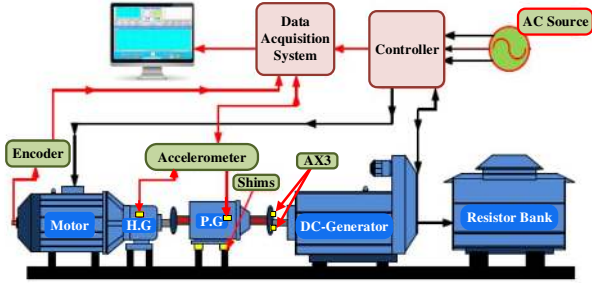 Data
Acquisition
System
Controller
AC Source
Encoder
Accelerometer
AX3
Shims
Motor
H.G
P.G
DC-Generator
Resistor Bank